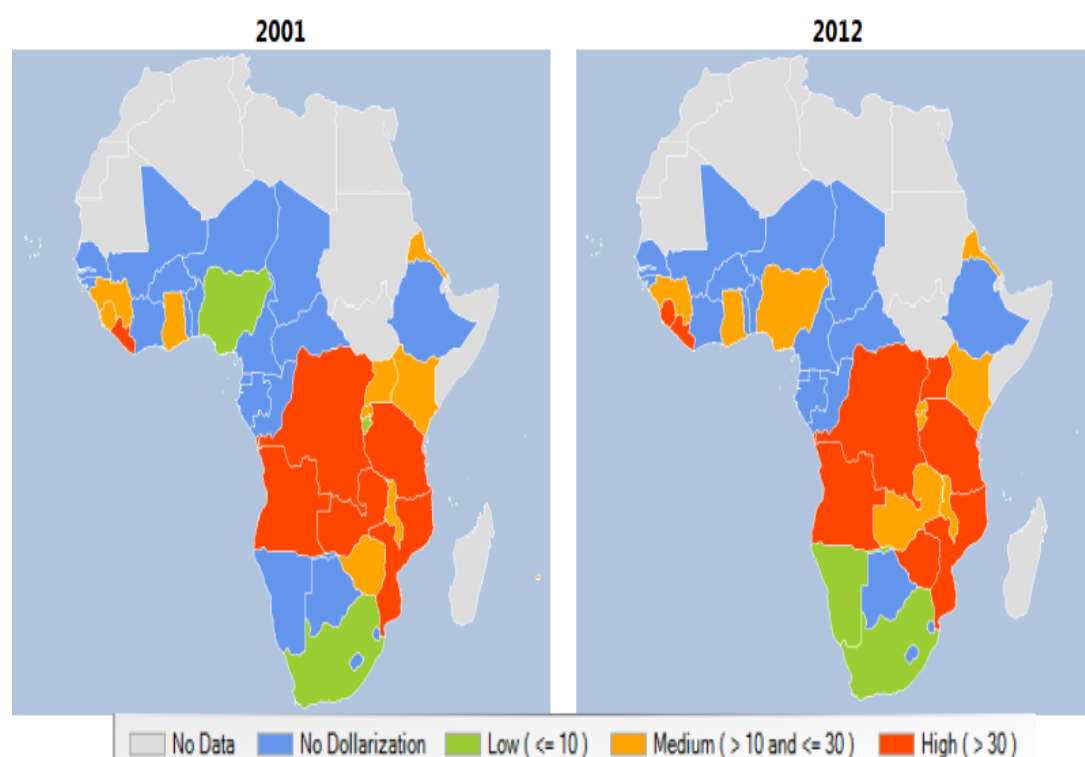 2001
2012
No Data
No Dollarization
Low ( <= 10 )
Medium ( > 10 and <= 30 )
High ( > 30 )